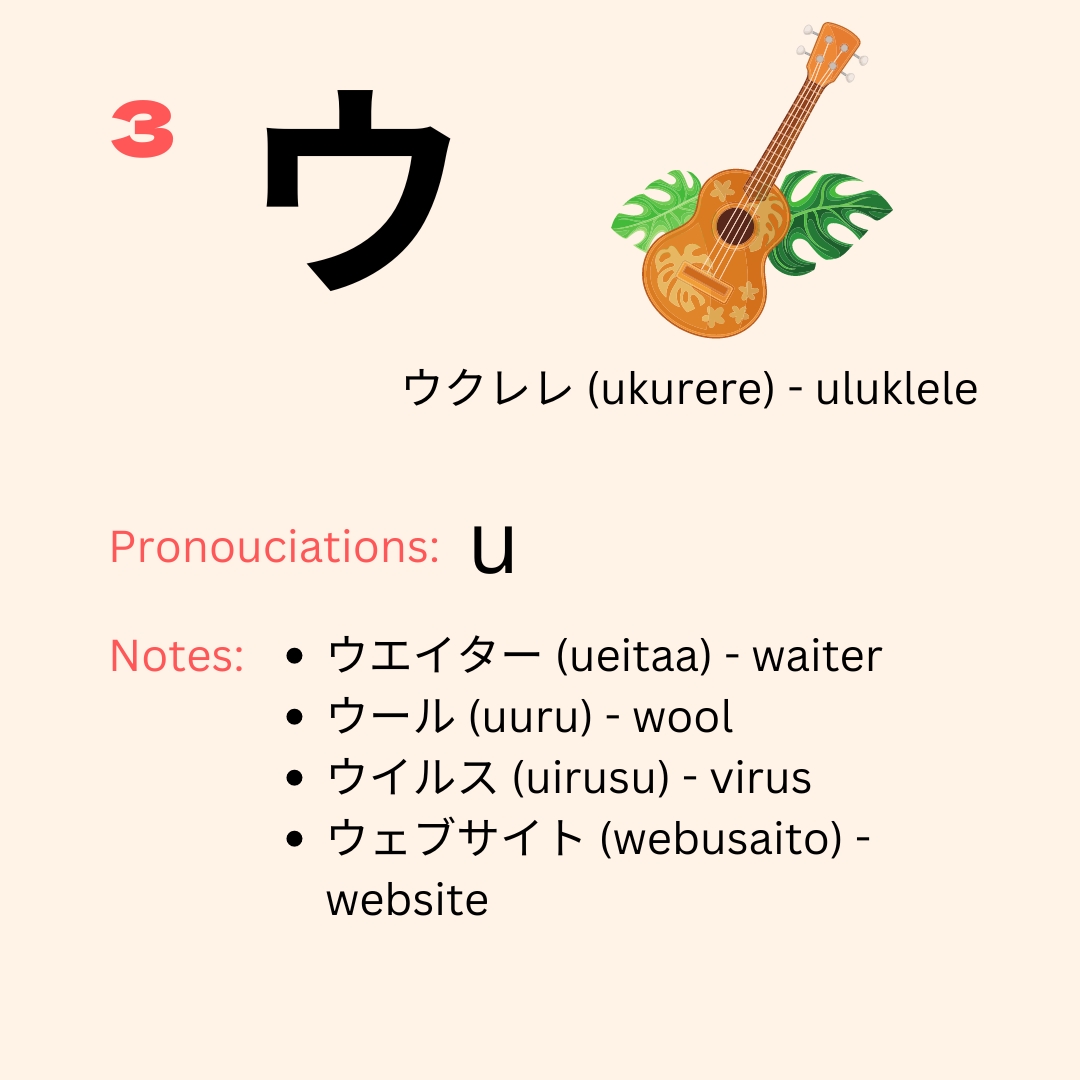 3
ウ
ウクレレ (ukurere) - uluklele
Pronouciations: u
Notes:
• ウエイター (ueitaa) - waiter
• ウール (uuru) - wool
• ウイルス (uirusu) - virus
• ウェブサイト (webusaito) -
website